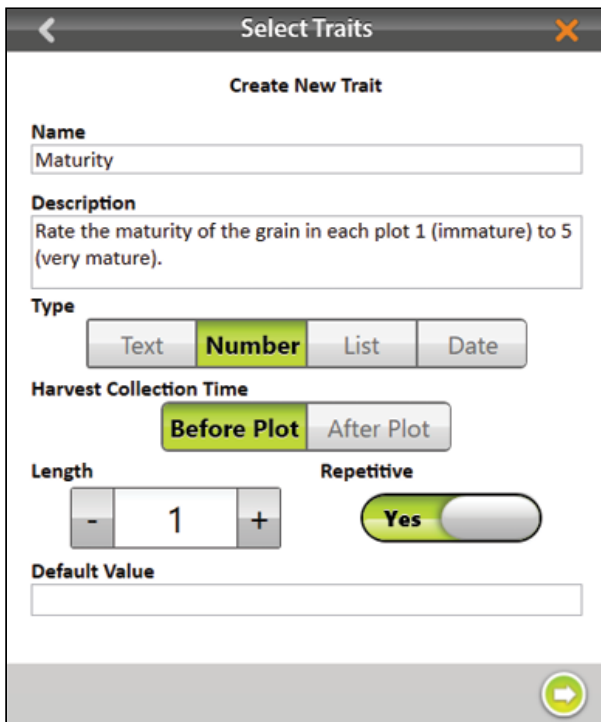 Select Traits
Create New Trait
Name
Maturity
Description
Rate the maturity of the grain in each plot 1 (immature) to 5
(very mature).
Type
Text Number List Date
Harvest Collection Time
Before Plot After Plot
Length Repetitive
- 1 + Yes
Default Value